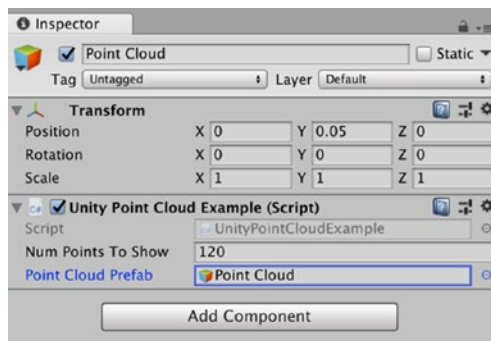 Inspector
Point Cloud Static
Tag Untagged Layer Default
Transform
Position X 0 Y 0.05 Z 0
Rotation X 0 Y 0 Z 0
Scale X 1 Y 1 Z 1
Unity Point Cloud Example (Script)
Script UnityPointCloudExample
Num Points To Show 120
Point Cloud Prefab Point Cloud
Add Component